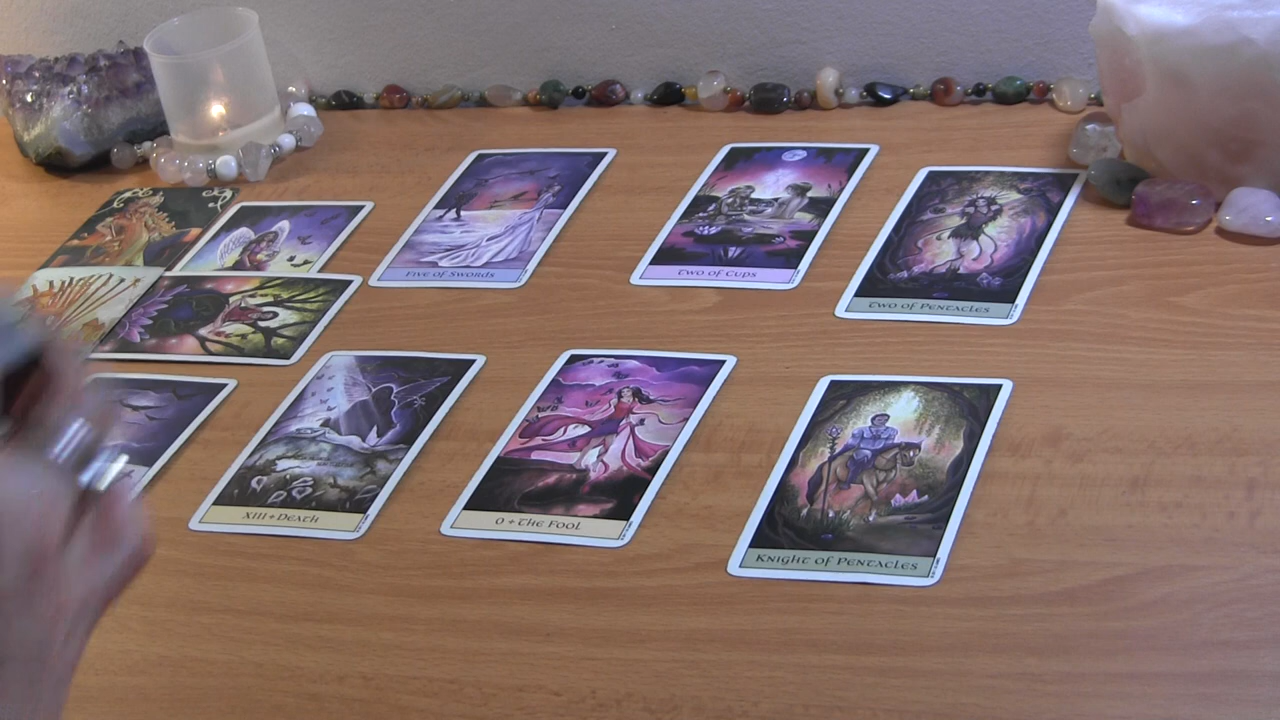 Five of Swords
Two of Cups
Two of Pentacles
XIII + Death
0 + The Fool
Knight of Pentacles